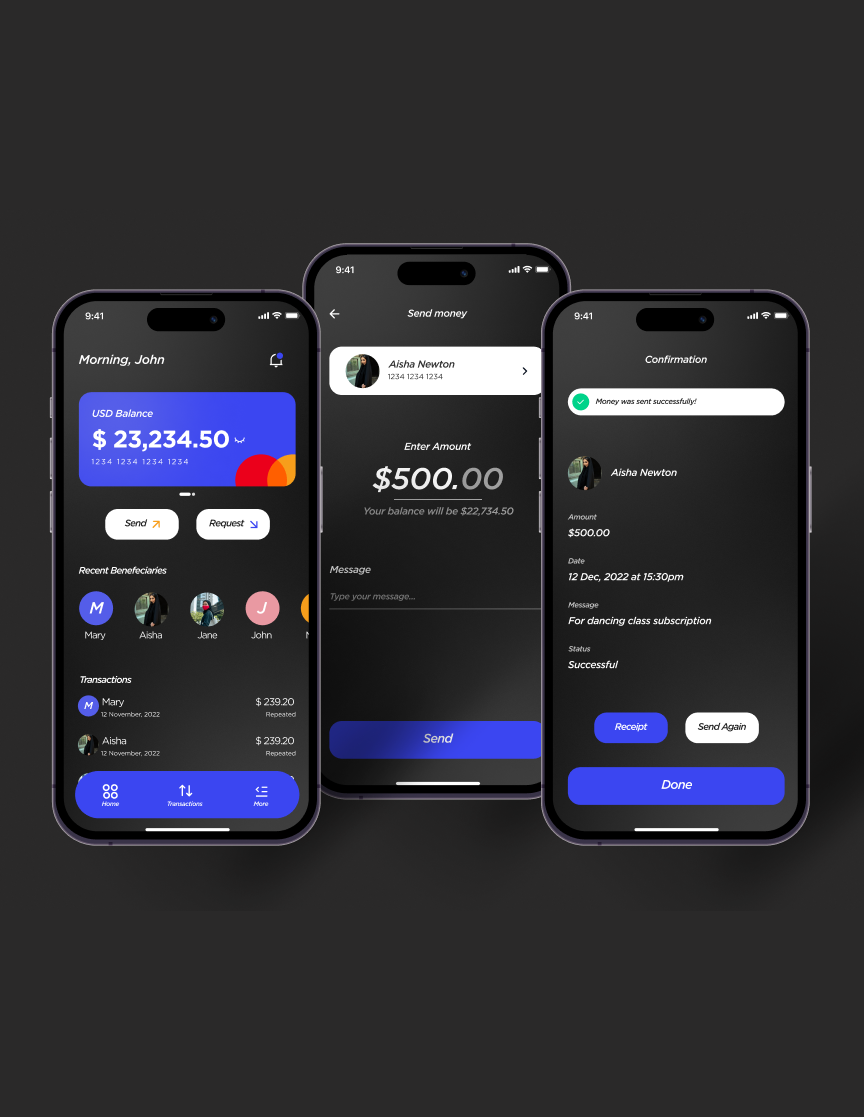 9:41
Morning, John
USD Balance
$ 23,234.50
1234 1234 1234 1234
Send
Request
Recent Benefeciaries
M
J
Mary
Aisha
Jane
John
Transactions
M
Mary
$ 239.20
12 November, 2022
Repeated
Aisha
$ 239.20
12 November, 2022
Repeated
Home
Transactions
More
9:41
Send money
Aisha Newton
1234 1234 1234
Enter Amount
$500.00
Your balance will be $22,734.50
Message
Type your message...
Send
9:41
Confirmation
Money was sent successfully!
Aisha Newton
Amount
$500.00
Date
12 Dec, 2022 at 15:30pm
Message
For dancing class subscription
Status
Successful
Receipt
Send Again
Done